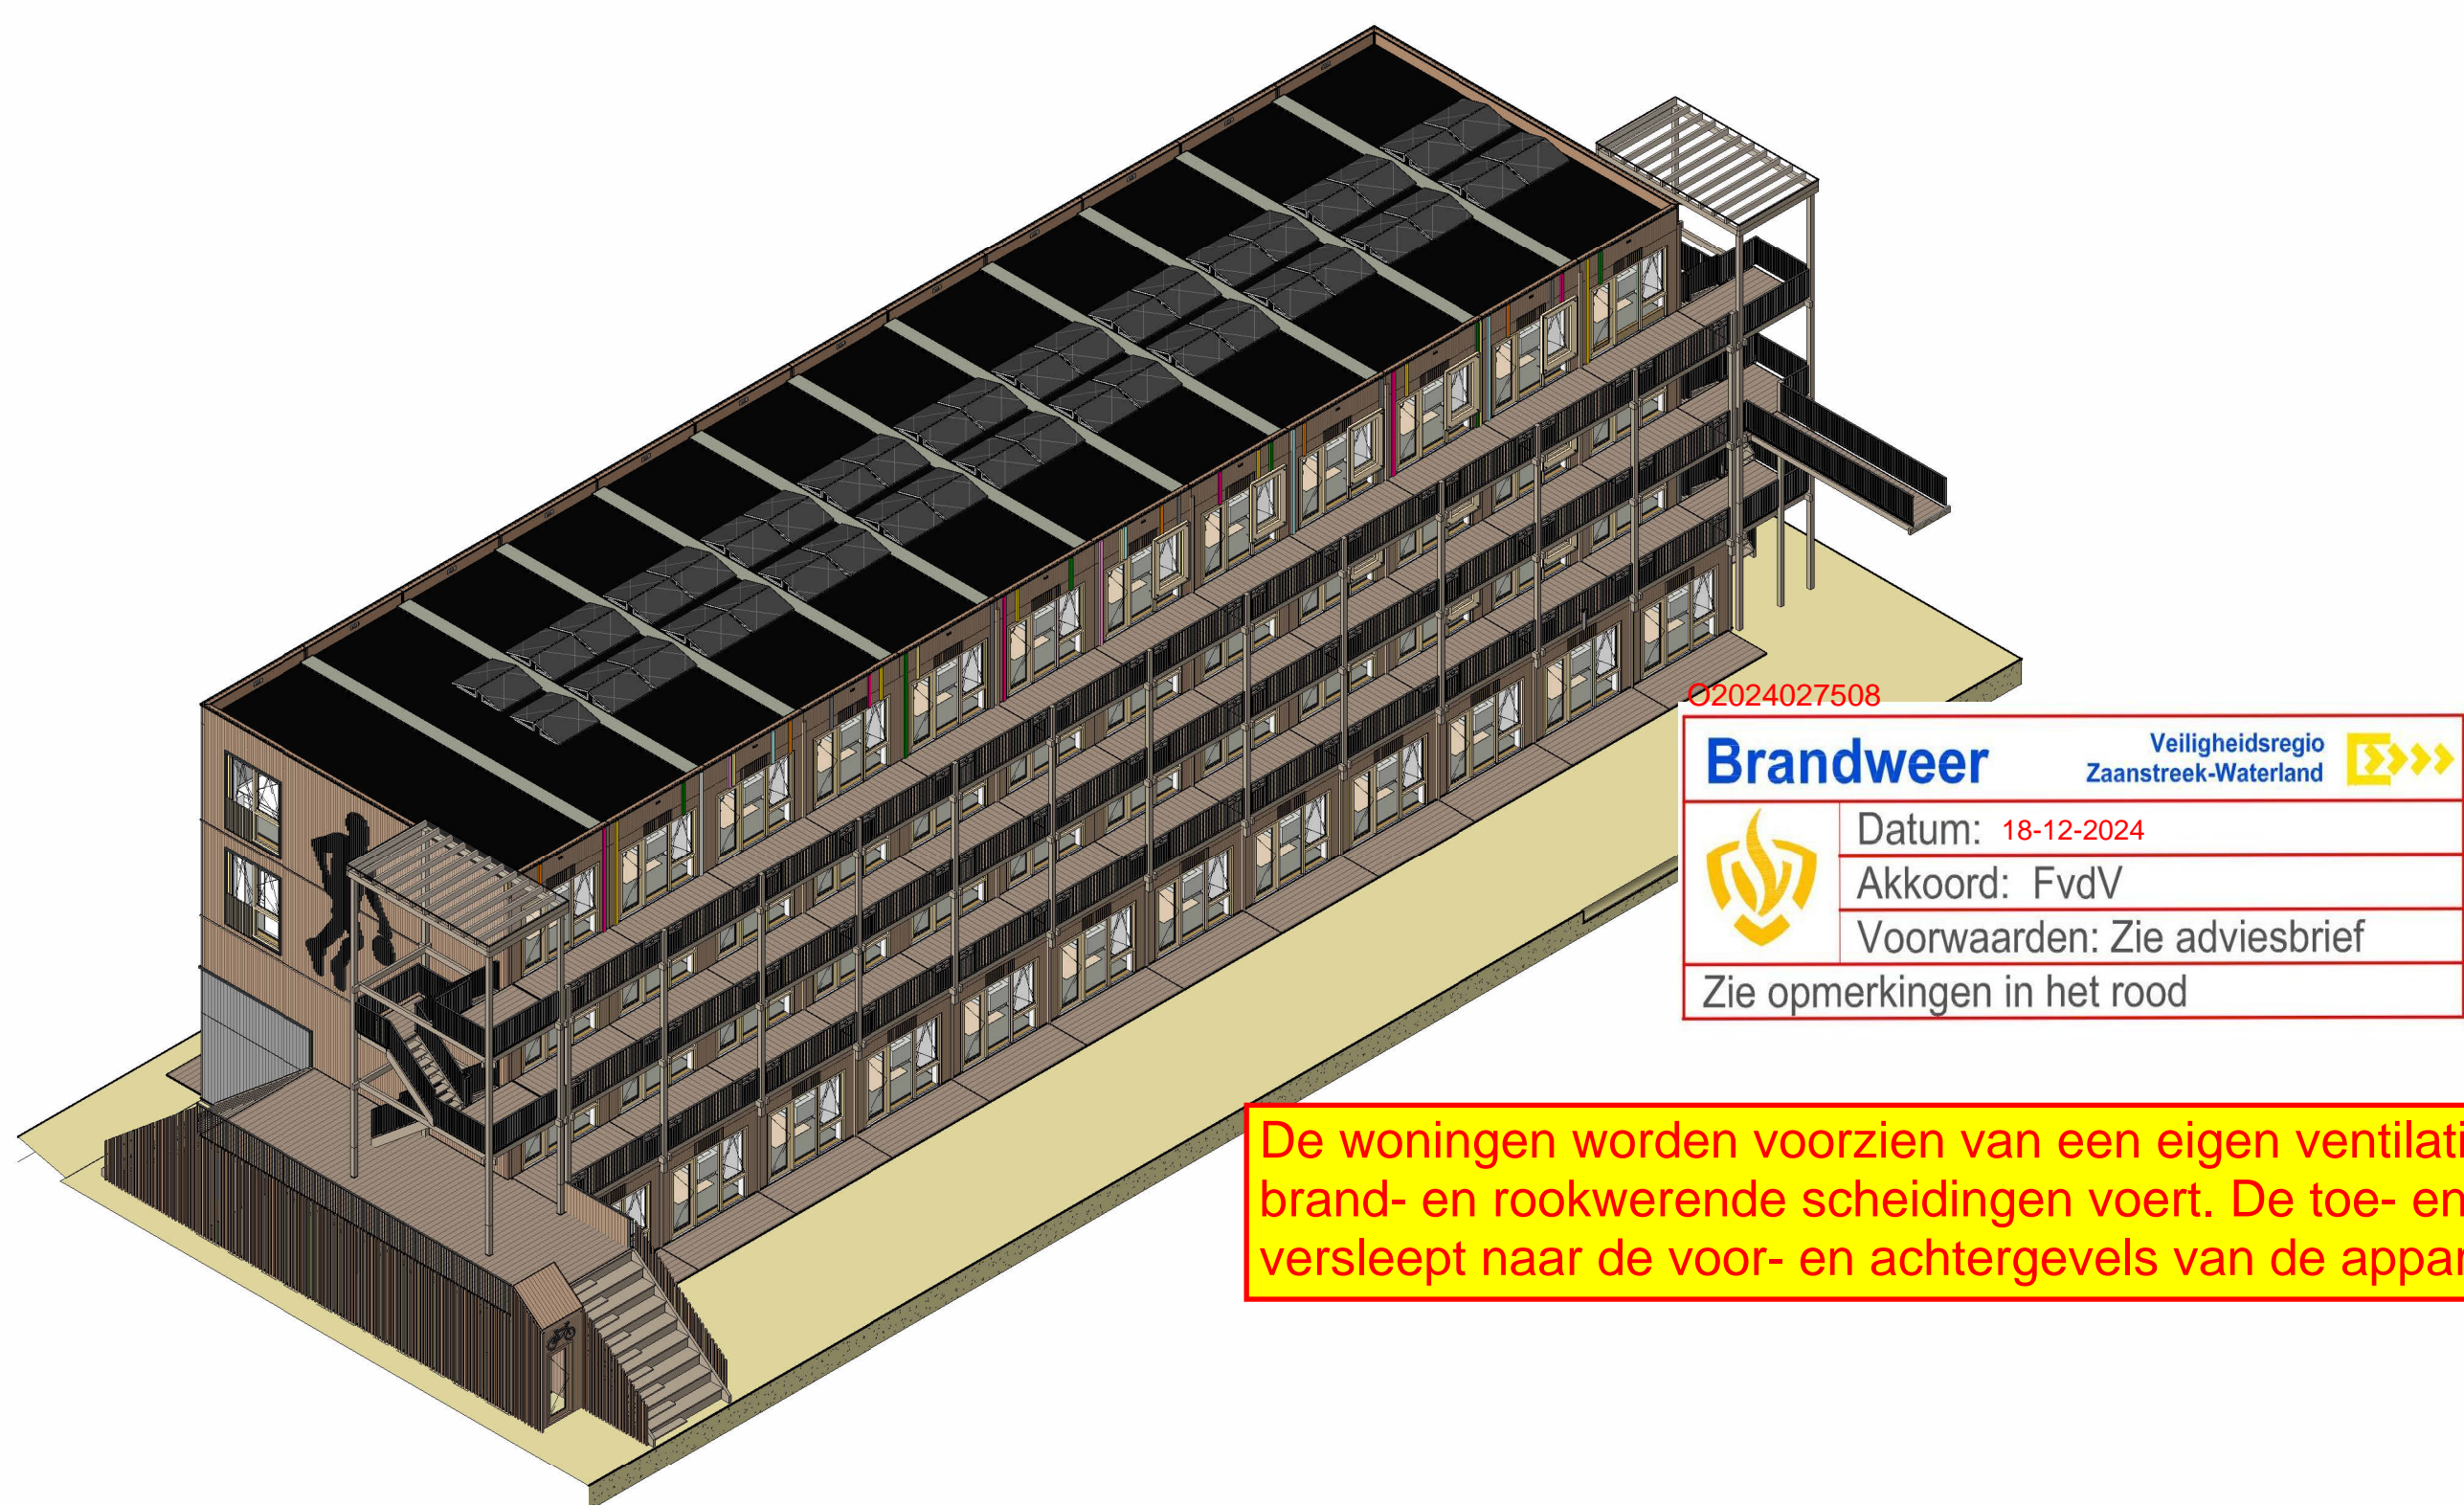 O2024027508
Brandweer
Veiligheidsregio
Zaanstreek-Waterland
Datum: 18-12-2024
Akkoord: FvdV
Voorwaarden: Zie adviesbrief
Zie opmerkingen in het rood
De woningen worden voorzien van een eigen ventilati
brand- en rookwerende scheidingen voert. De toe- en
versleept naar de voor- en achtergevels van de appar